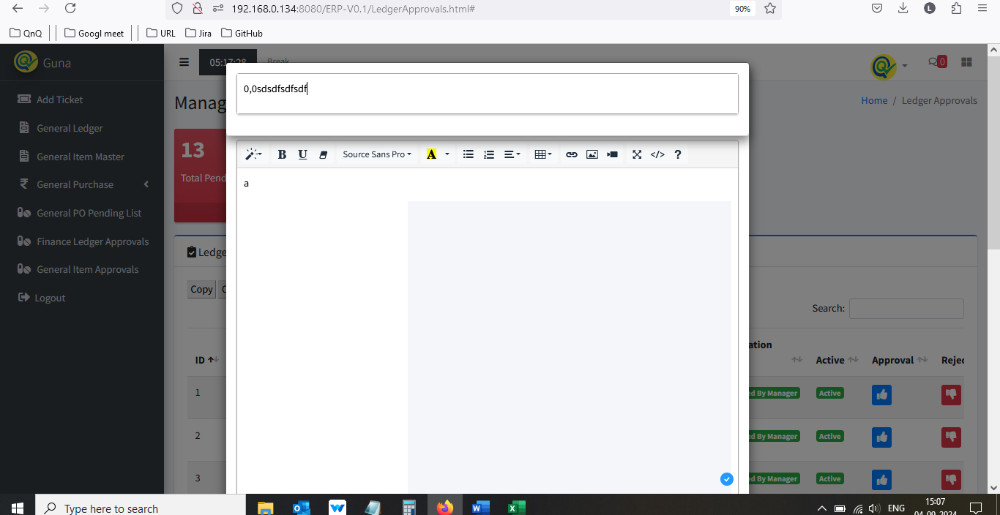 192.168.0.134:8080/ERP-V0.1/LedgerApprovals.html#
90%
L
QnQ
Googl meet
URL
Jira
GitHub
Guna
05:17:28
Break
0
Add Ticket
General Ledger
General Item Master
General Purchase
General PO Pending List
Finance Ledger Approvals
General Item Approvals
Logout
Manag
Home / Ledger Approvals
13
Total Pend
0,0sdsdfsdfsdf
B U Source Sans Pro A </> ?
a
Ledge
Copy
Search:
ation
ID Active Approval Rejec
1 ed By Manager Active
2 ed By Manager Active
3 ed By Manager Active
Type here to search
ENG
15:07
04-09-2024